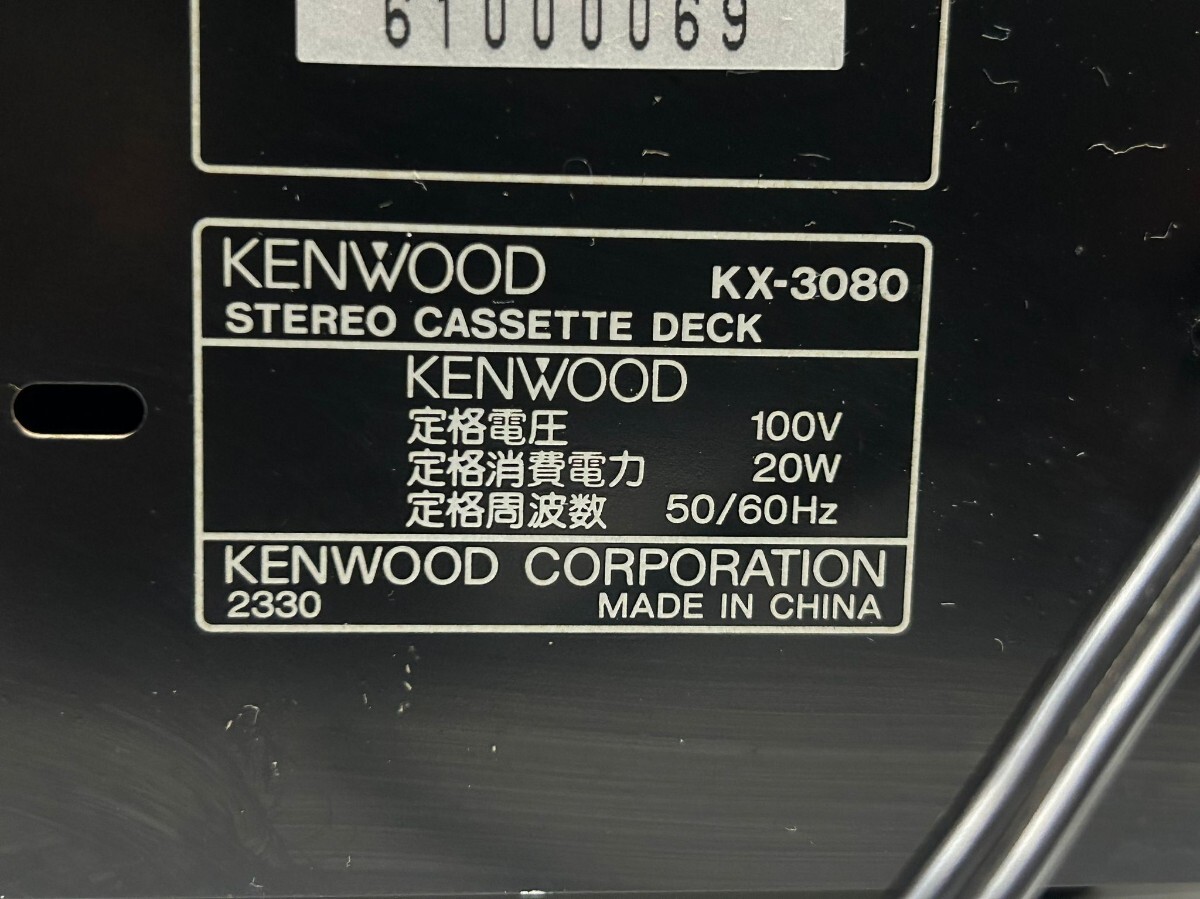 61000069
KENWOOD KX-3080
STEREO CASSETTE DECK
KENWOOD
定格電圧 100V
定格消費電力 20W
定格周波数 50/60Hz
KENWOOD CORPORATION
2330 MADE IN CHINA